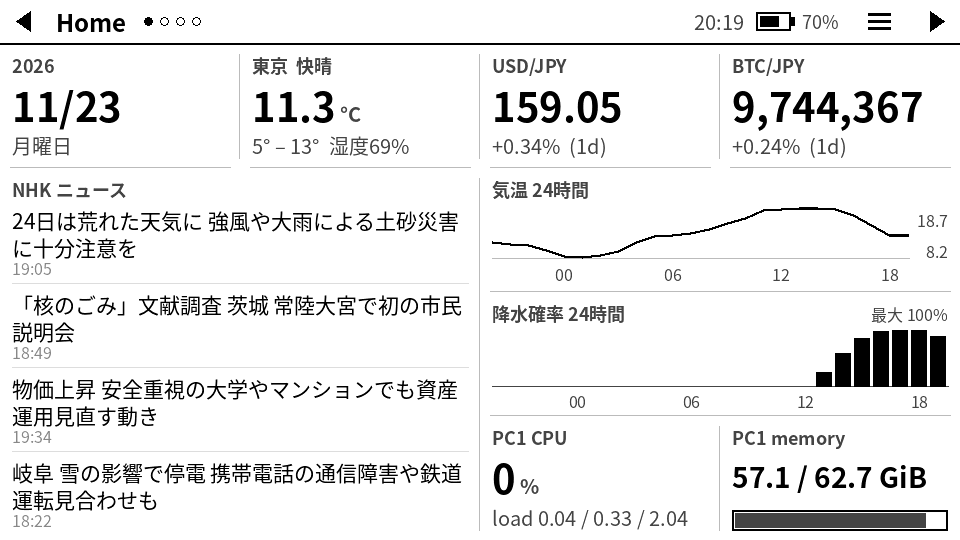 Home
20:19 70%
2026
11/23
月曜日
東京 快晴
11.3 °C
5° – 13° 湿度69%
USD/JPY
159.05
+0.34% (1d)
BTC/JPY
9,744,367
+0.24% (1d)
NHK ニュース
24日は荒れた天気に 強風や大雨による土砂災害
に十分注意を
19:05
「核のごみ」文献調査 茨城 常陸大宮で初の市民
説明会
18:49
物価上昇 安全重視の大学やマンションでも資産
運用見直す動き
19:34
岐阜 雪の影響で停電 携帯電話の通信障害や鉄道
運転見合わせも
18:22
気温 24時間
18.7
8.2
00 06 12 18
降水確率 24時間
最大 100%
00 06 12 18
PC1 CPU
0 %
load 0.04 / 0.33 / 2.04
PC1 memory
57.1 / 62.7 GiB